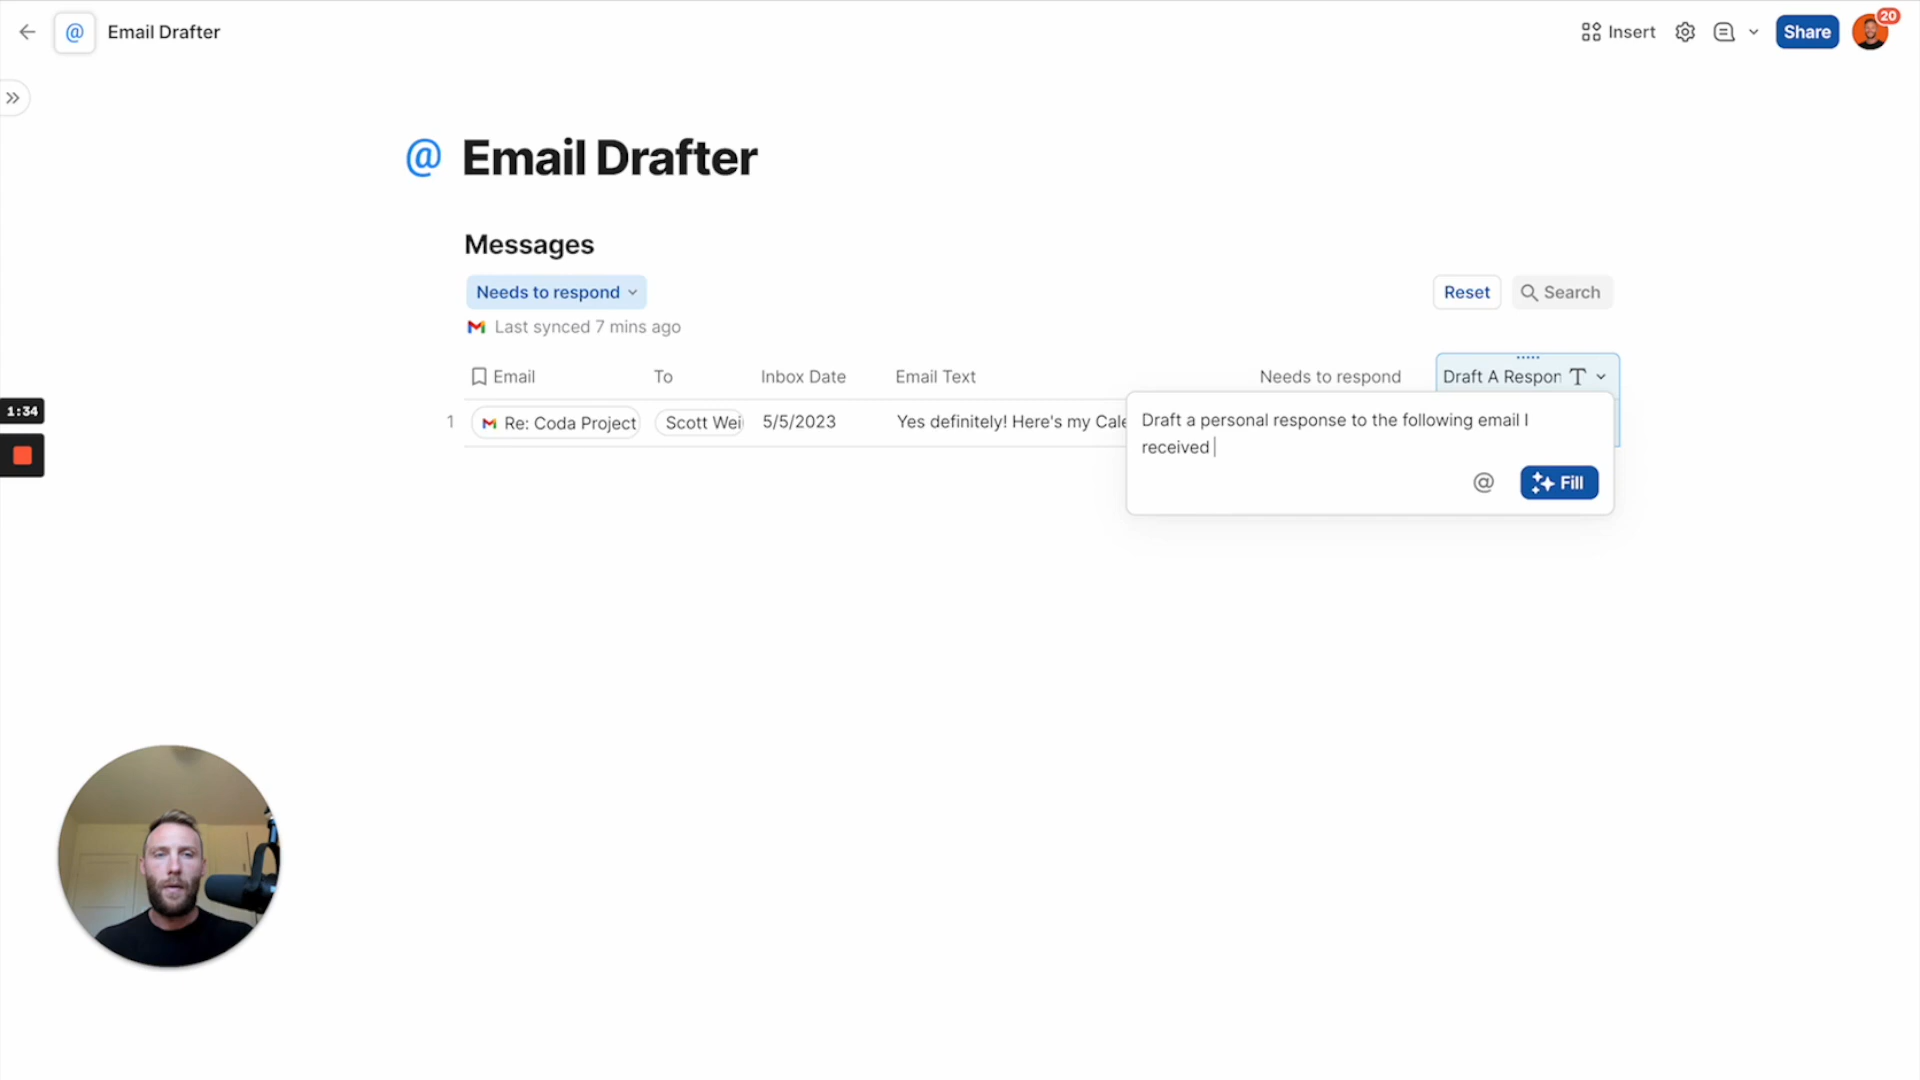 @ Email Drafter
Insert
Share
20
@ Email Drafter
Messages
Needs to respond
Reset
Search
Last synced 7 mins ago
Email To Inbox Date Email Text Needs to respond Draft A Respon
1 Re: Coda Project Scott Wei 5/5/2023 Yes definitely! Here's my Cale
Draft a personal response to the following email I
received
@ Fill
1:34